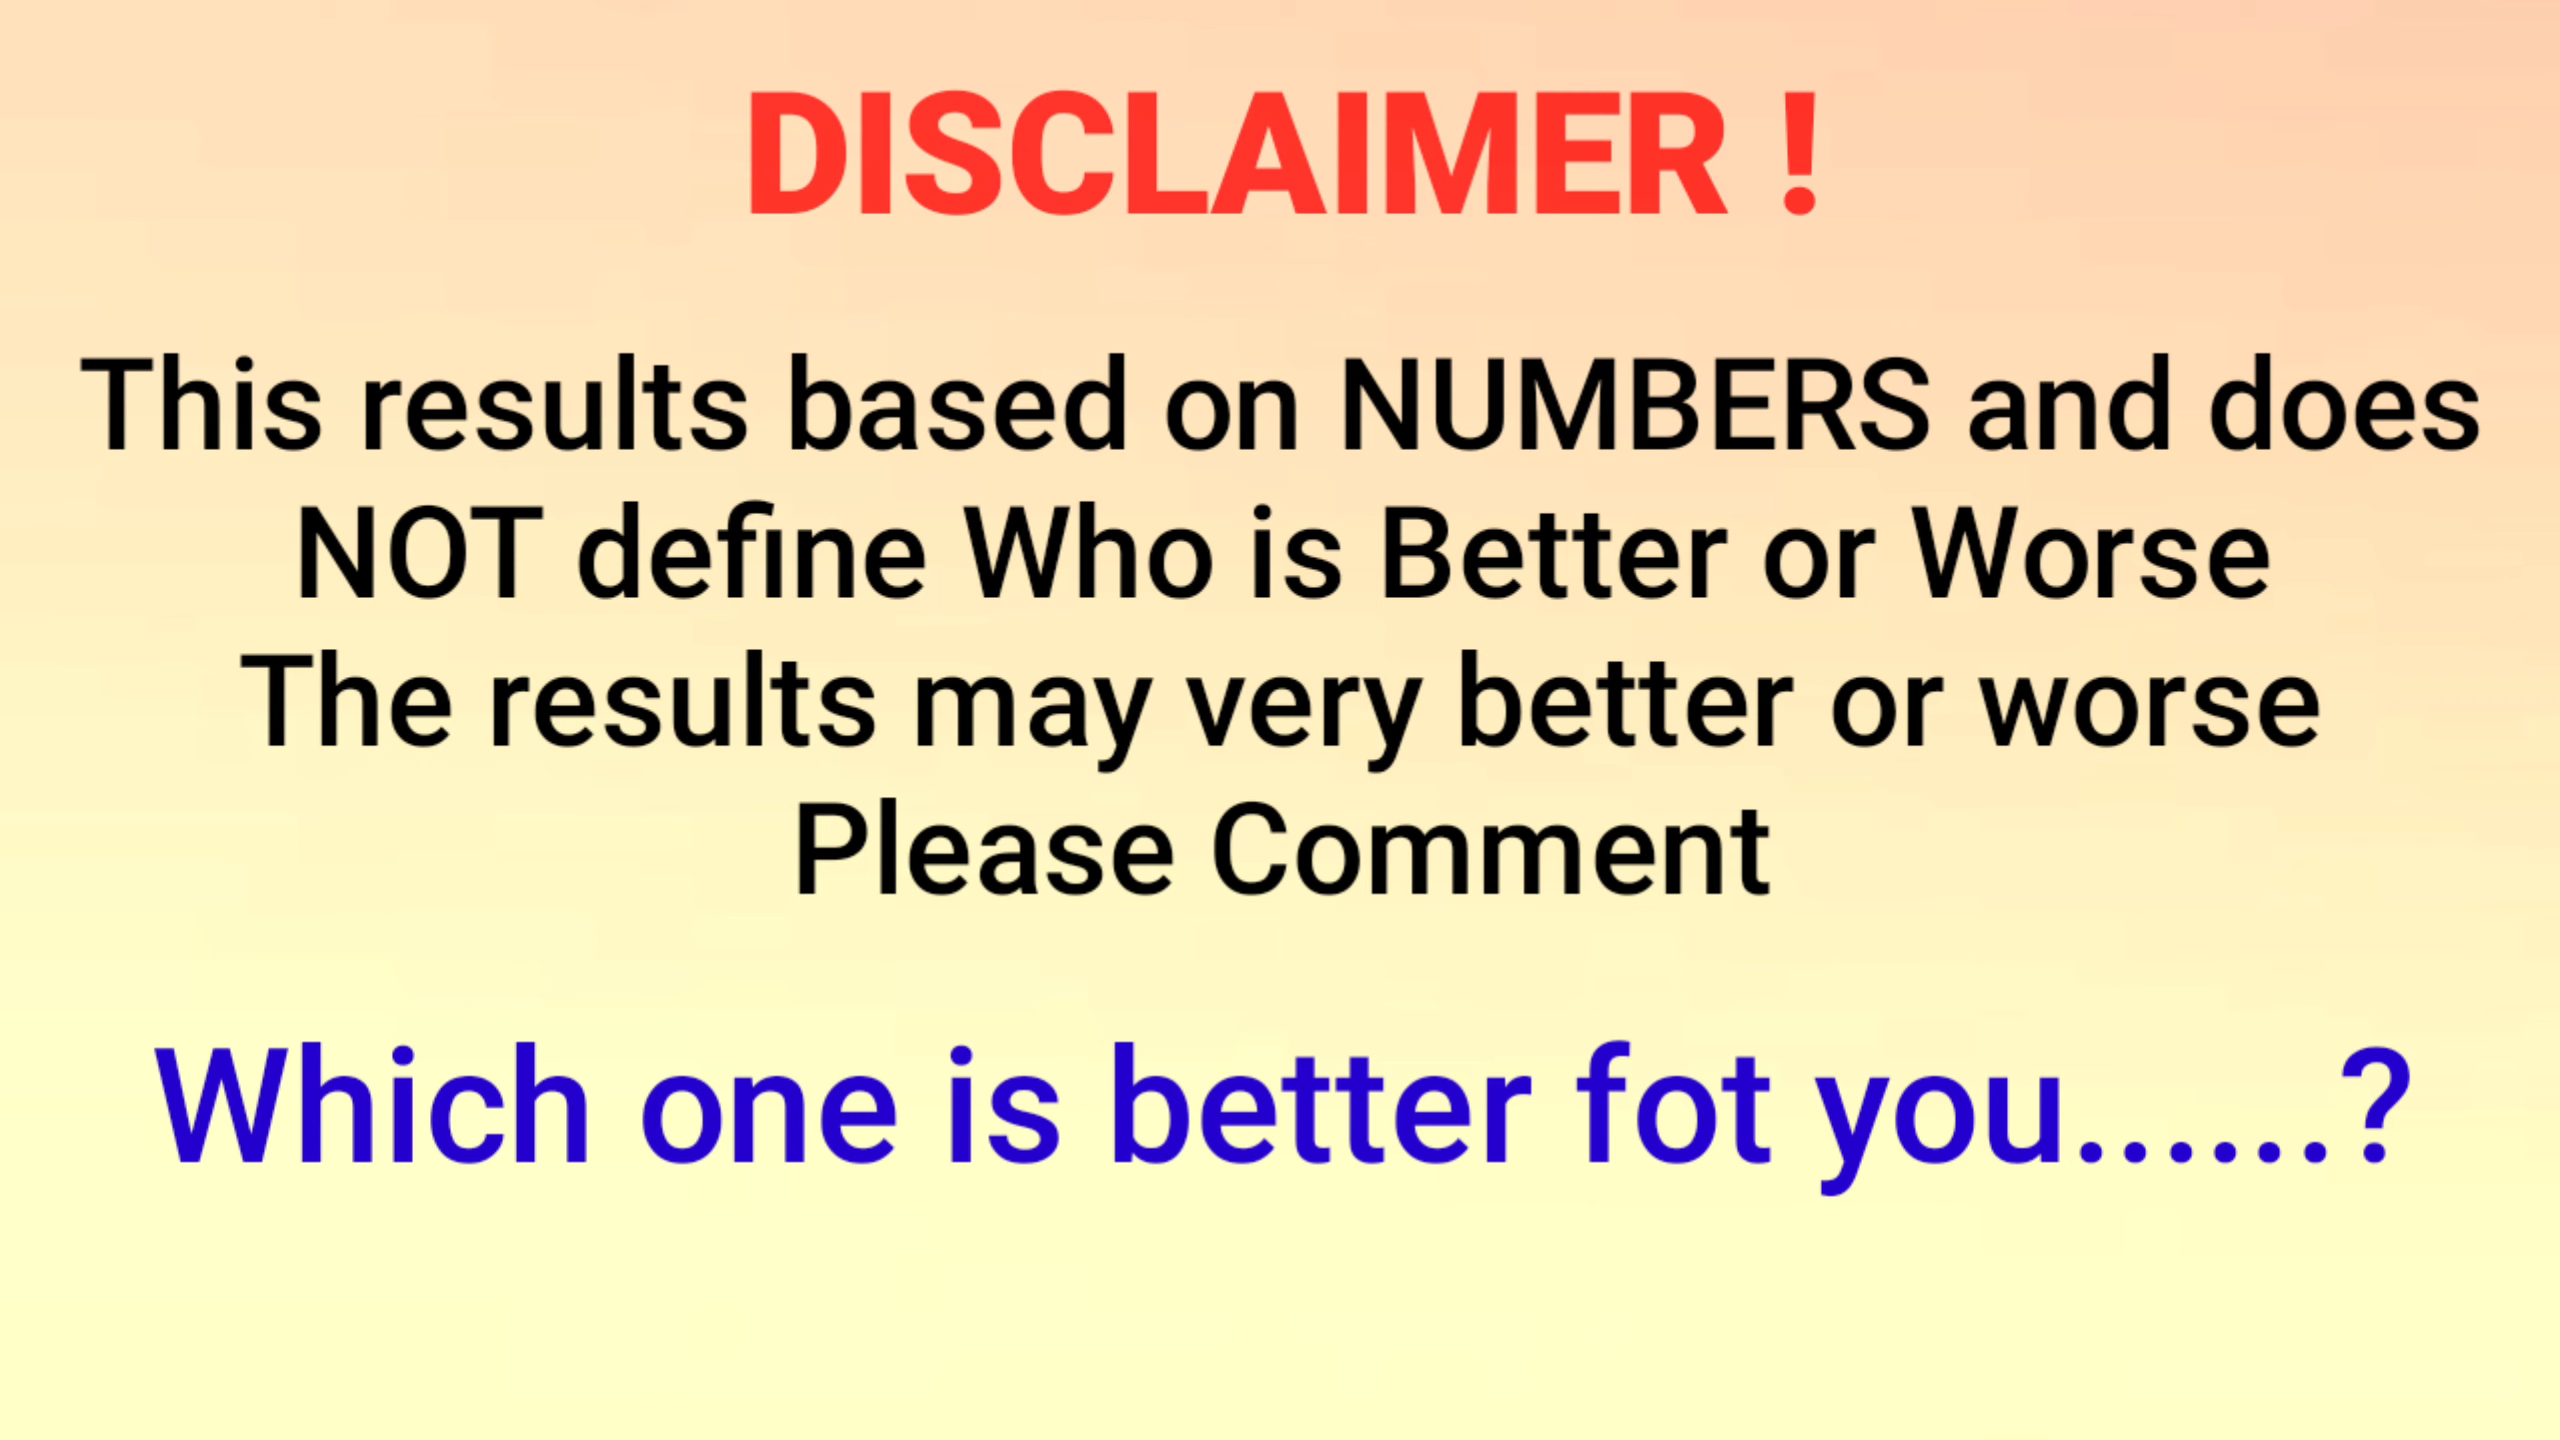 DISCLAIMER !
This results based on NUMBERS and does
NOT define Who is Better or Worse
The results may very better or worse
Please Comment
Which one is better fot you......?